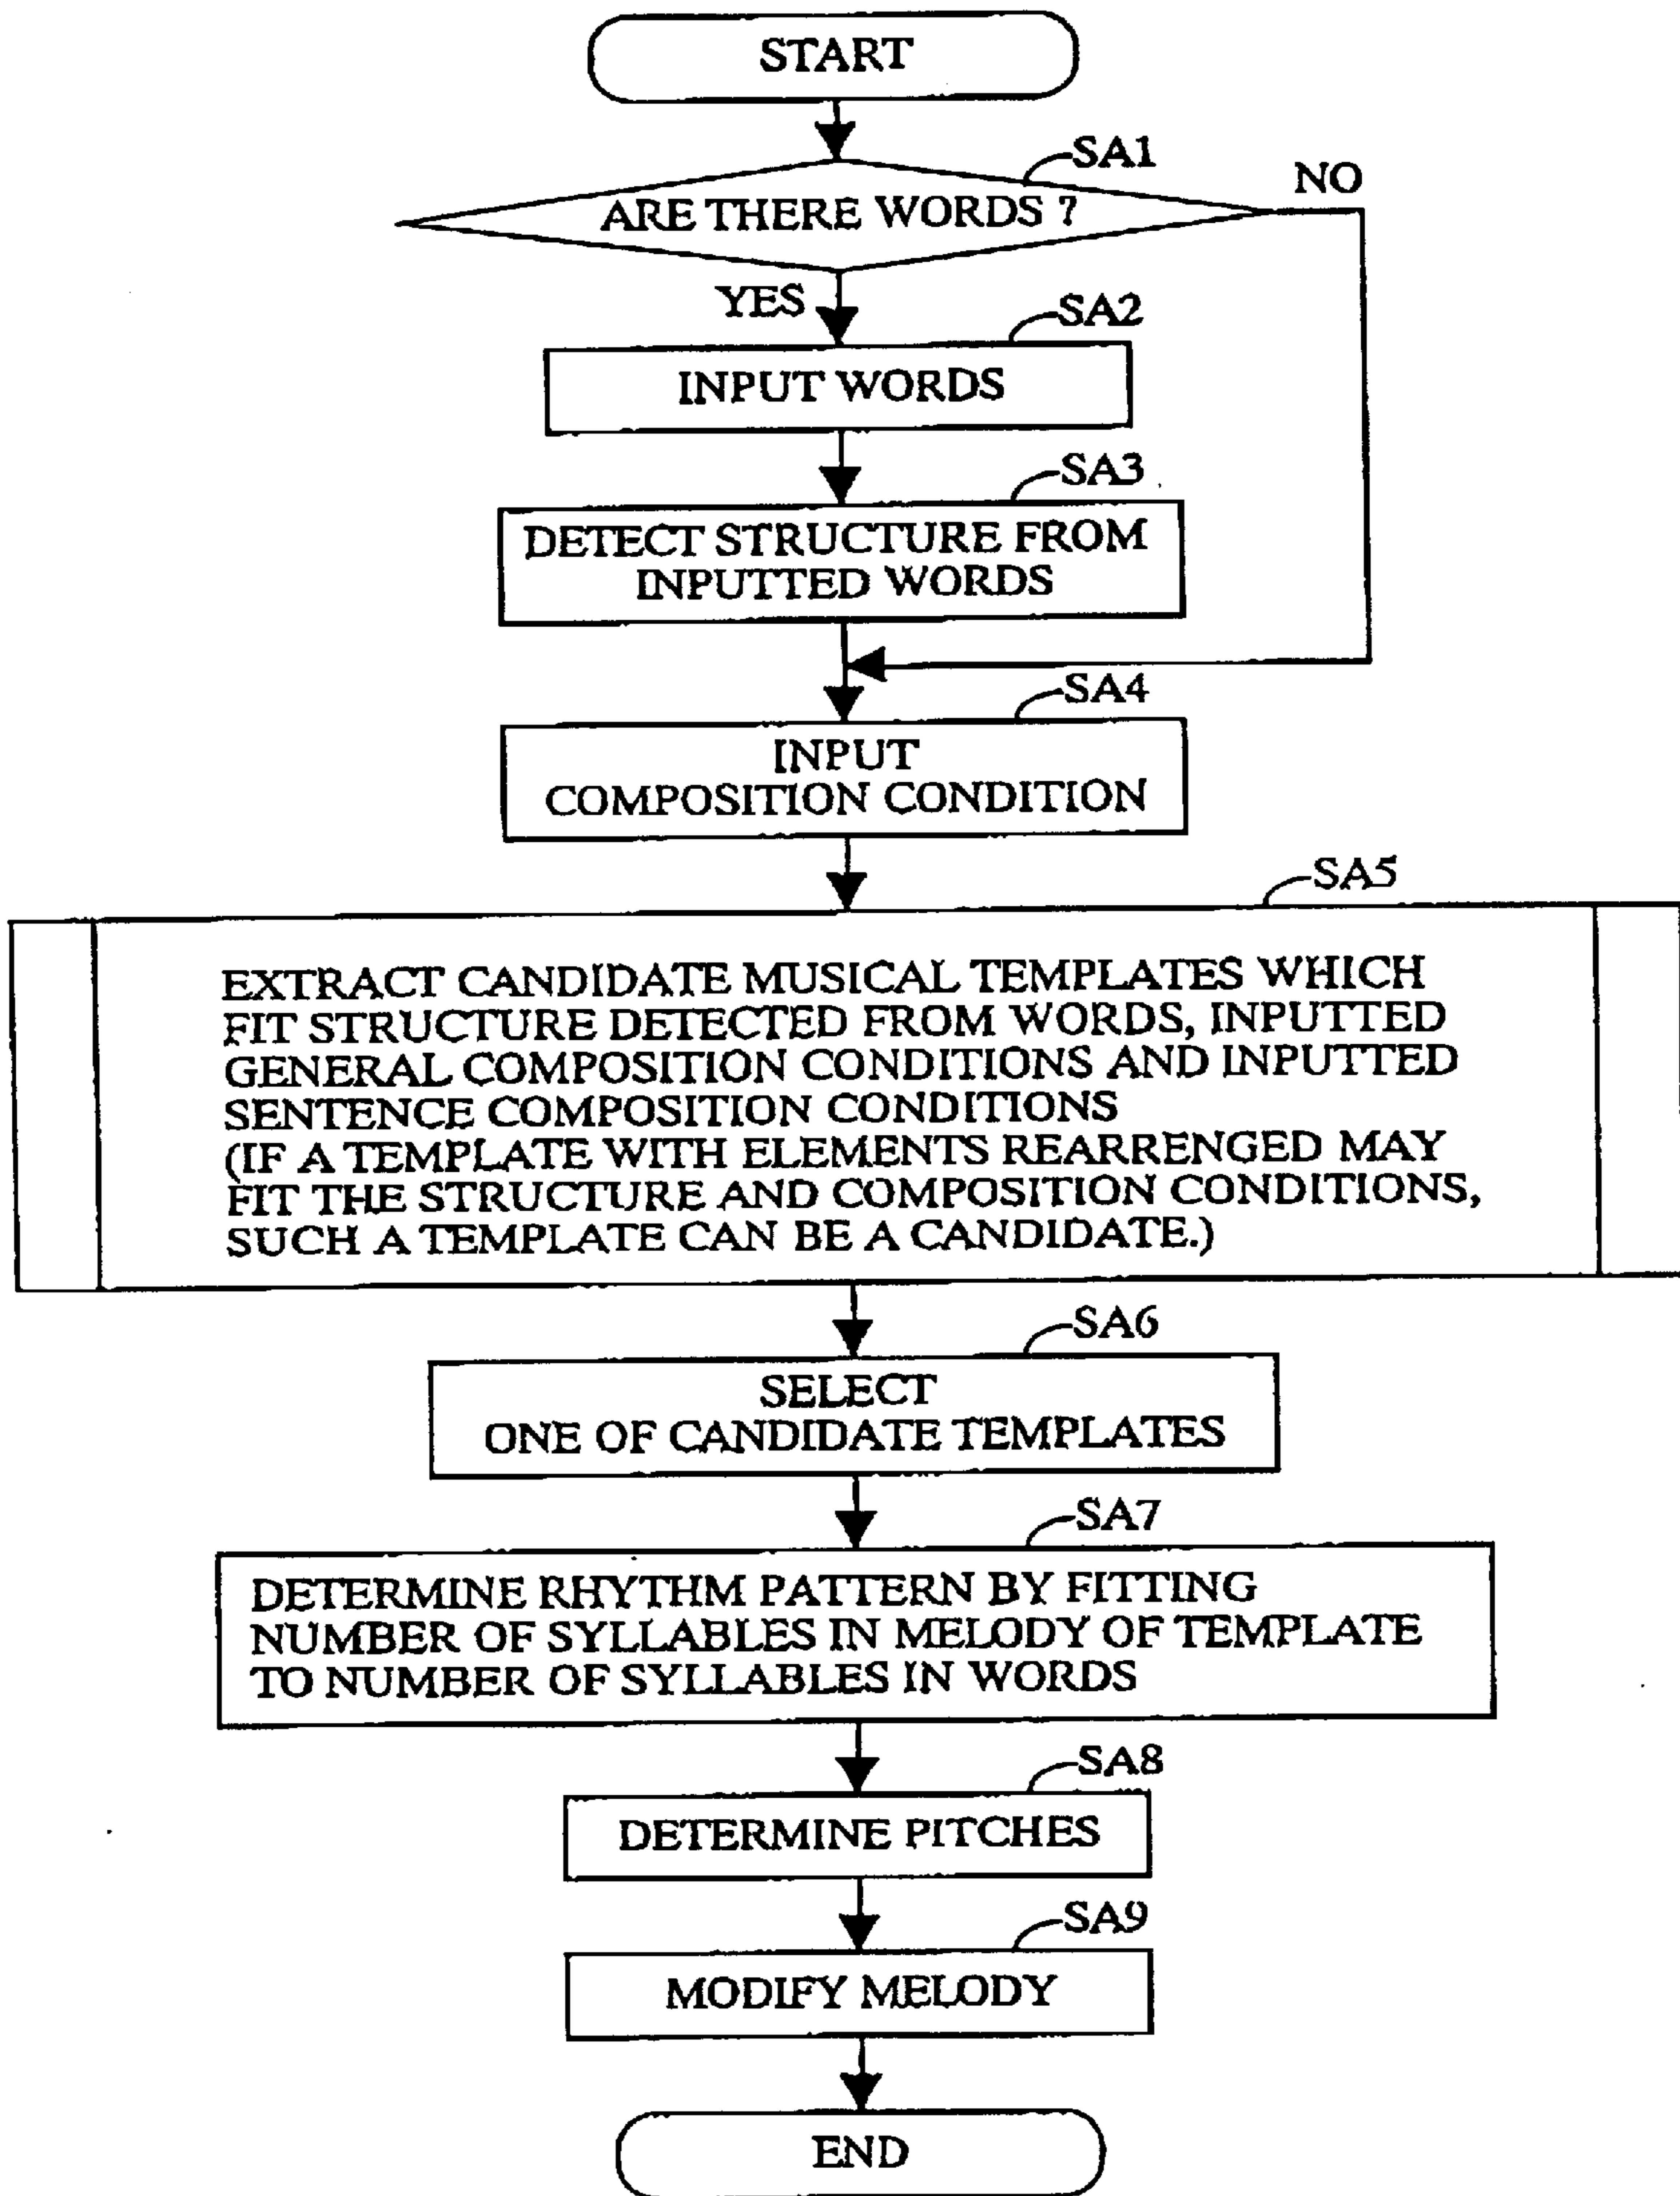 START
SA1
NO
ARE THERE WORDS ?
YES
SA2
INPUT WORDS
SA3
DETECT STRUCTURE FROM
INPUTTED WORDS
SA4
INPUT
COMPOSITION CONDITION
SA5
EXTRACT CANDIDATE MUSICAL TEMPLATES WHICH
FIT STRUCTURE DETECTED FROM WORDS, INPUTTED
GENERAL COMPOSITION CONDITIONS AND INPUTTED
SENTENCE COMPOSITION CONDITIONS
(IF A TEMPLATE WITH ELEMENTS REARRENGED MAY
FIT THE STRUCTURE AND COMPOSITION CONDITIONS,
SUCH A TEMPLATE CAN BE A CANDIDATE.)
SA6
SELECT
ONE OF CANDIDATE TEMPLATES
SA7
DETERMINE RHYTHM PATTERN BY FITTING
NUMBER OF SYLLABLES IN MELODY OF TEMPLATE
TO NUMBER OF SYLLABLES IN WORDS
SA8
DETERMINE PITCHES
SA9
MODIFY MELODY
END